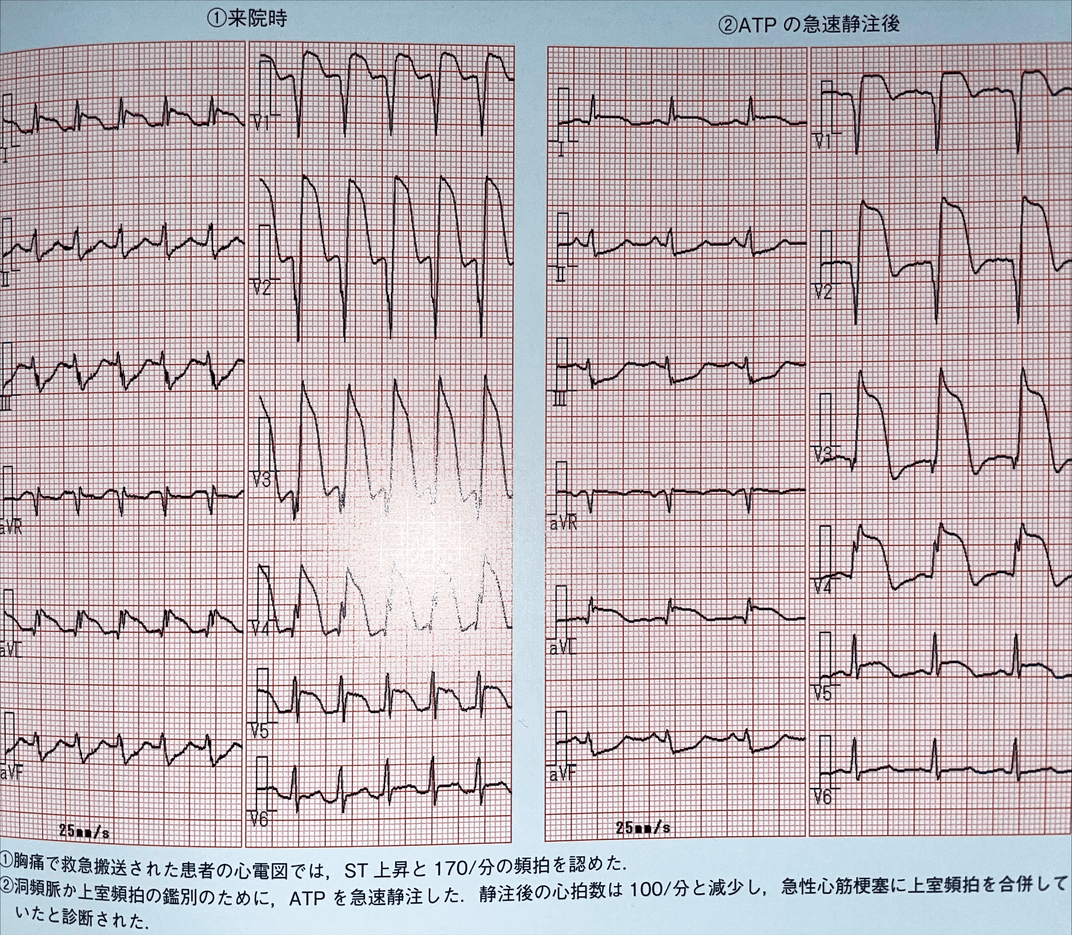 ①来院時
②ATP の急速静注後
I
II
III
aVR
aVL
aVF
25mm/s
V1
V2
V3
V4
V5
V6
I
II
III
aVR
aVL
aVF
25mm/s
V1
V2
V3
V4
V5
V6
①胸痛で救急搬送された患者の心電図では，ST 上昇と 170/分の頻拍を認めた．
②洞頻脈か上室頻拍の鑑別のために，ATP を急速静注した．静注後の心拍数は 100/分と減少し，急性心筋梗塞に上室頻拍を合併して
いたと診断された．